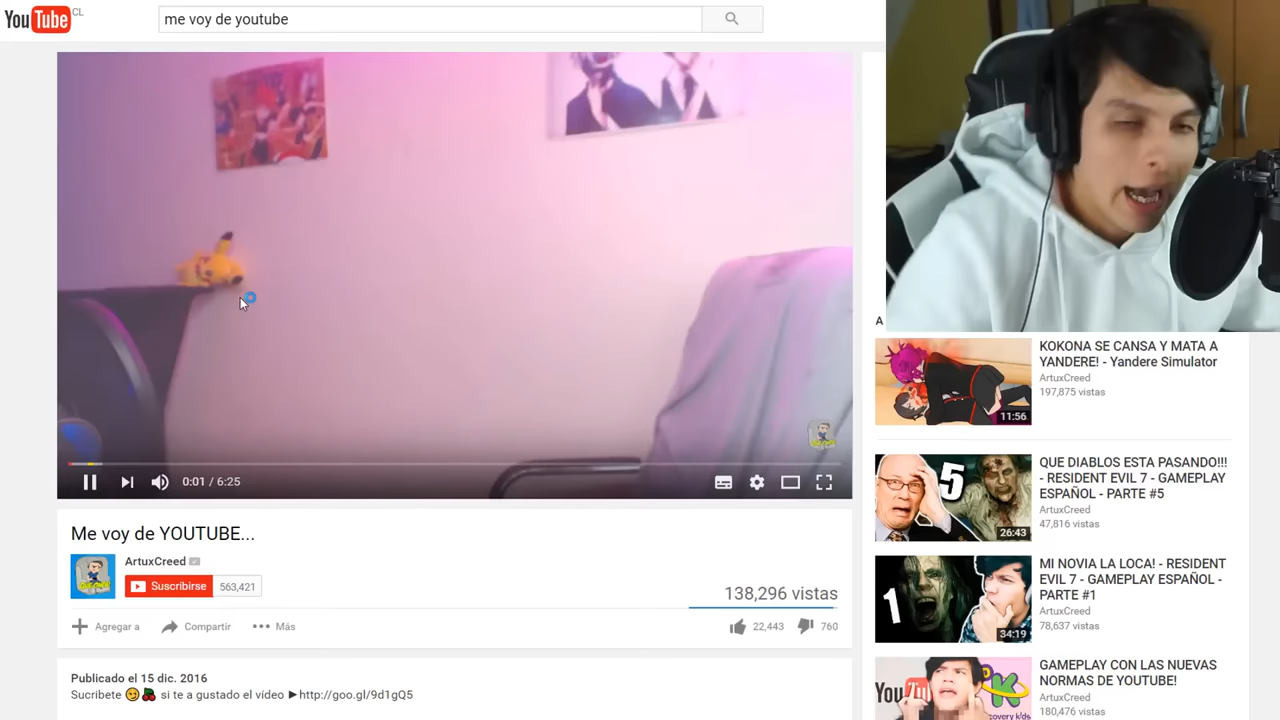 YouTube CL
me voy de youtube
0:01 / 6:25
Me voy de YOUTUBE...
ArtuxCreed
Suscribirse 563,421
138,296 vistas
Agregar a Compartir Más
22,443 760
Publicado el 15 dic. 2016
Sucribete si te a gustado el vídeo ►http://goo.gl/9d1gQ5
A
KOKONA SE CANSA Y MATA A
YANDERE! - Yandere Simulator
ArtuxCreed
197,875 vistas
11:56
QUE DIABLOS ESTA PASANDO!!!
- RESIDENT EVIL 7 - GAMEPLAY
ESPAÑOL - PARTE #5
ArtuxCreed
47,816 vistas
5
26:43
MI NOVIA LA LOCA! - RESIDENT
EVIL 7 - GAMEPLAY ESPAÑOL -
PARTE #1
ArtuxCreed
78,637 vistas
1
34:19
GAMEPLAY CON LAS NUEVAS
NORMAS DE YOUTUBE!
ArtuxCreed
180,476 vistas
You
K